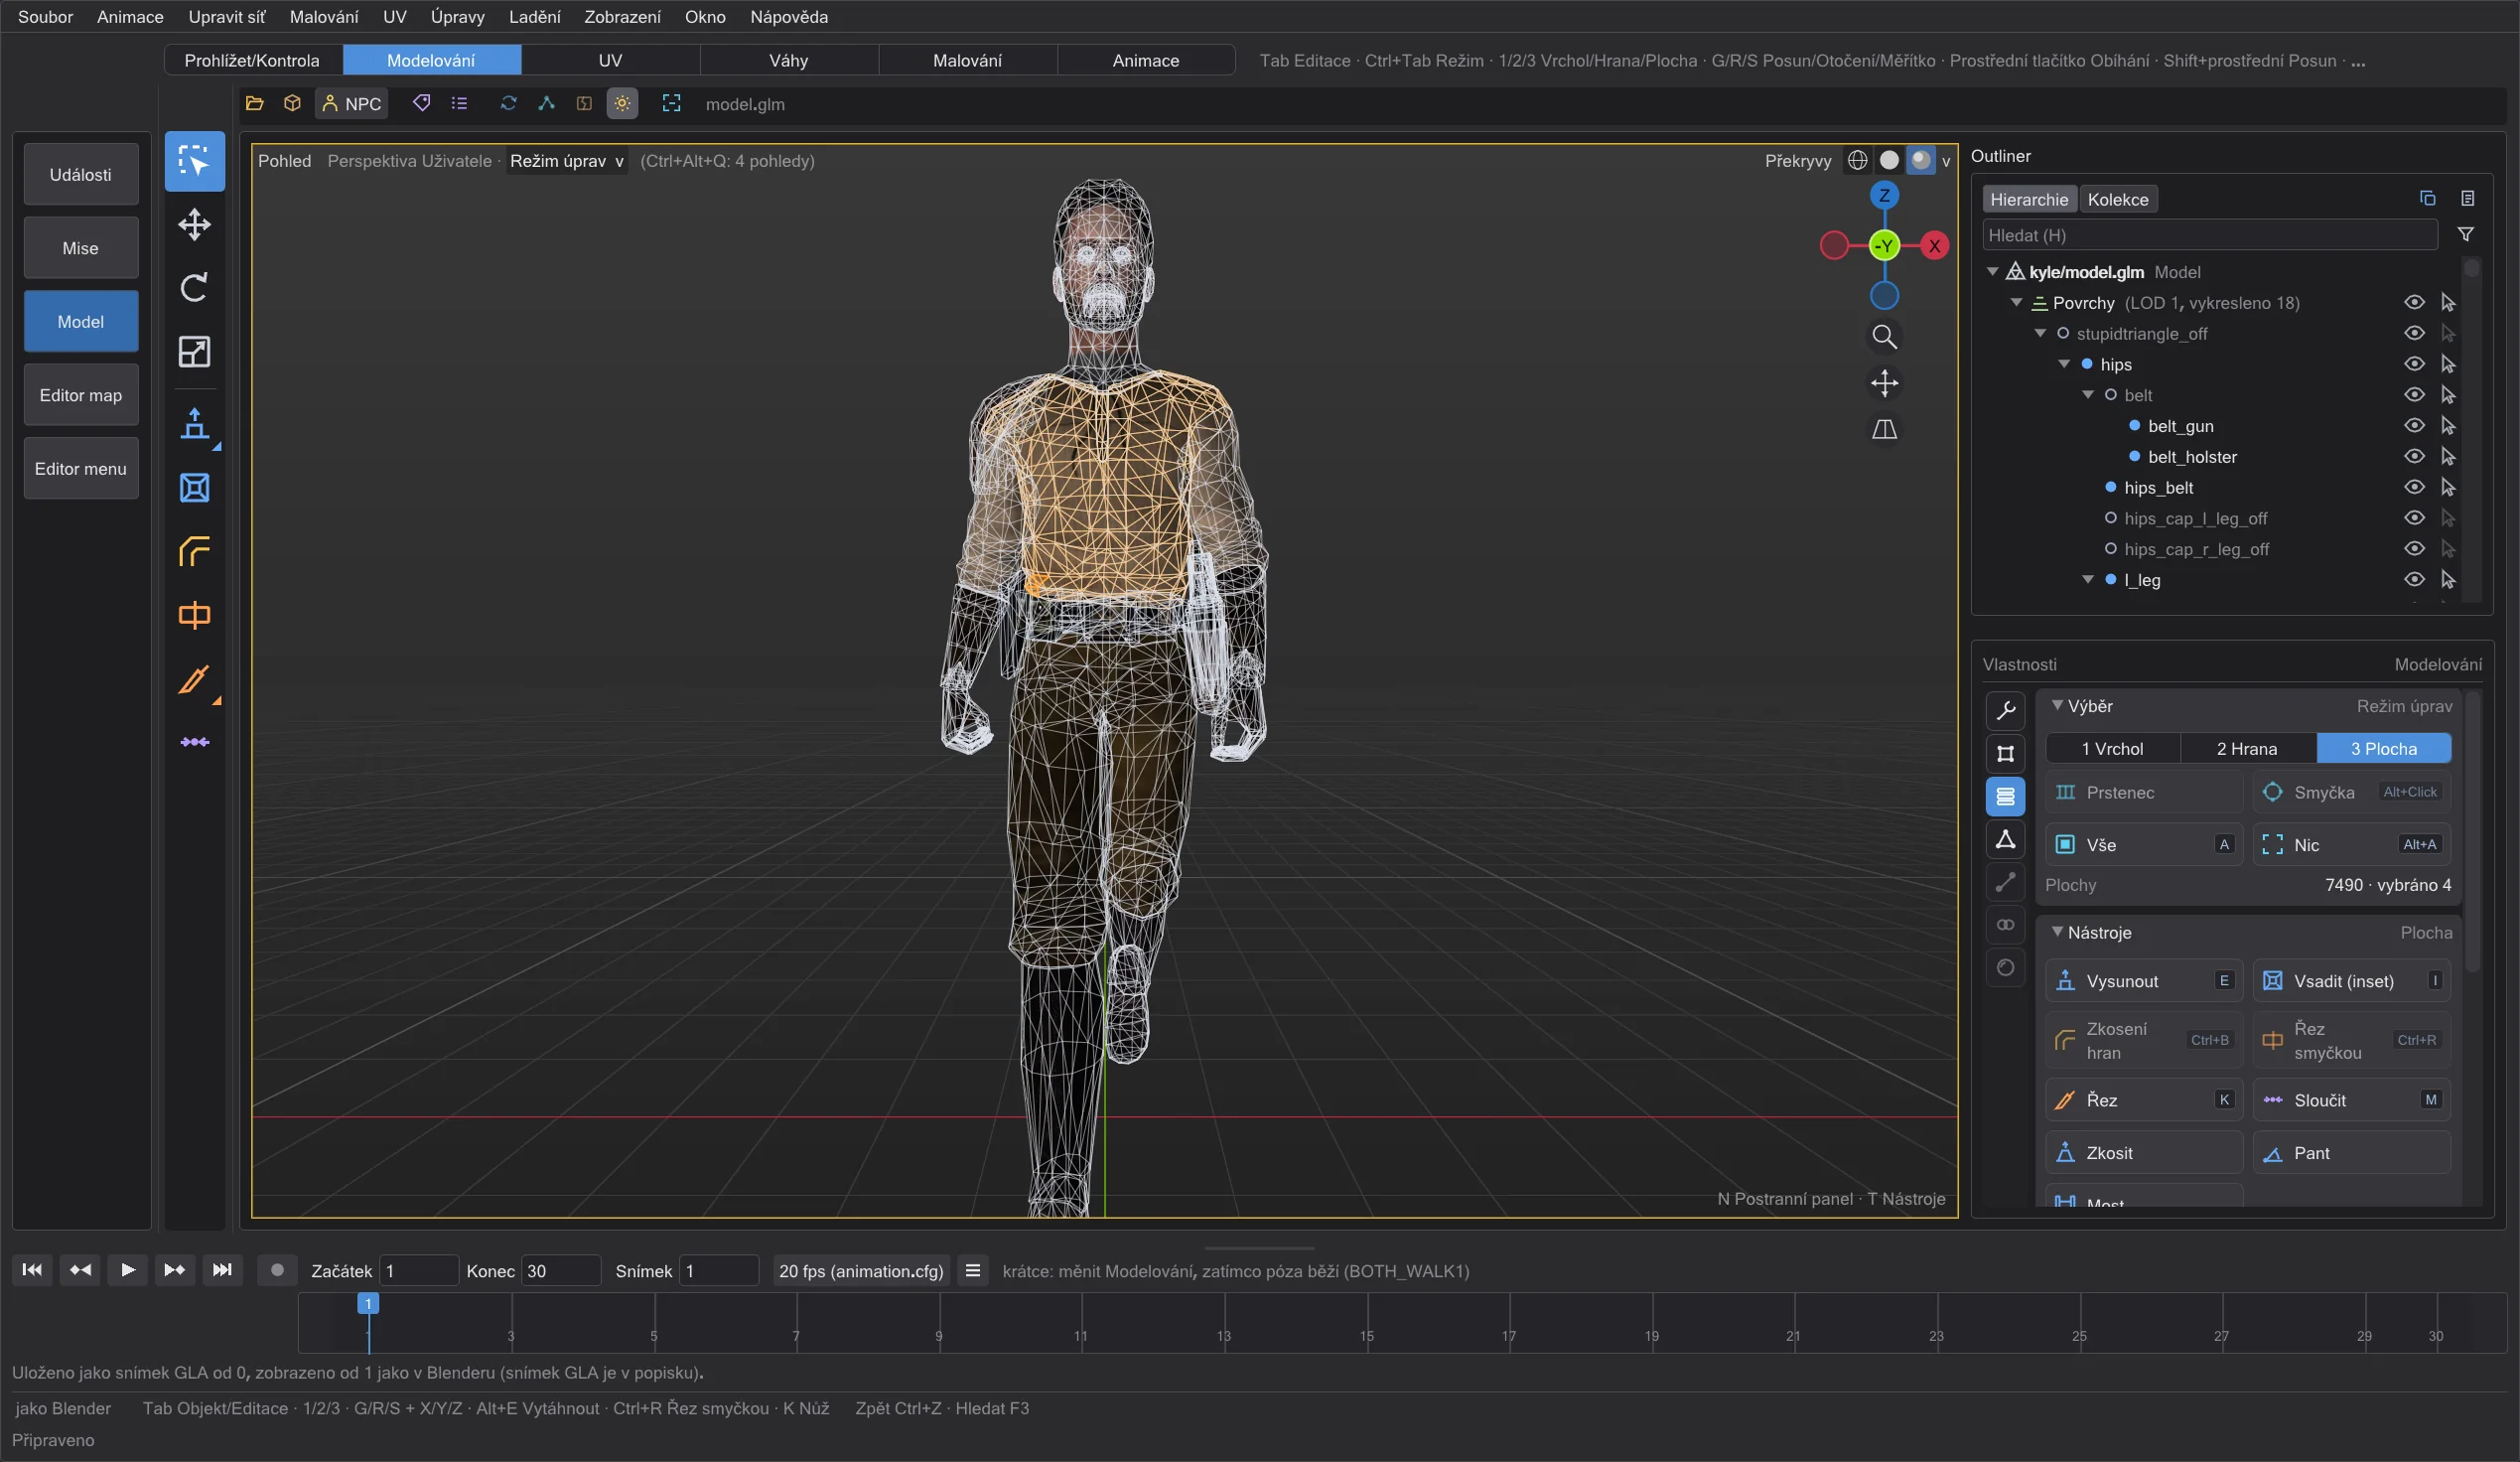 Soubor Animace Upravit síť Malování UV Úpravy Ladění Zobrazení Okno Nápověda
Prohlížet/Kontrola Modelování UV Váhy Malování Animace Tab Editace · Ctrl+Tab Režim · 1/2/3 Vrchol/Hrana/Plocha · G/R/S Posun/Otočení/Měřítko · Prostřední tlačítko Obíhání · Shift+prostřední Posun · ...
NPC model.glm
Události
Mise
Model
Editor map
Editor menu
Pohled Perspektiva Uživatele · Režim úprav v (Ctrl+Alt+Q: 4 pohledy) Překryvy v
Z
-Y X
N Postranní panel · T Nástroje
Outliner
Hierarchie Kolekce
Hledat (H)
kyle/model.glm Model
Povrchy (LOD 1, vykresleno 18)
stupidtriangle_off
hips
belt
belt_gun
belt_holster
hips_belt
hips_cap_l_leg_off
hips_cap_r_leg_off
l_leg
Vlastnosti Modelování
Výběr Režim úprav
1 Vrchol 2 Hrana 3 Plocha
Prstenec Smyčka Alt+Click
Vše A Nic Alt+A
Plochy 7490 · vybráno 4
Nástroje Plocha
Vysunout E Vsadit (inset) I
Zkosení hran Ctrl+B Řez smyčkou Ctrl+R
Řez K Sloučit M
Zkosit Pant
Most
Začátek 1 Konec 30 Snímek 1 20 fps (animation.cfg) krátce: měnit Modelování, zatímco póza běží (BOTH_WALK1)
1
1 3 5 7 9 11 13 15 17 19 21 23 25 27 29 30
Uloženo jako snímek GLA od 0, zobrazeno od 1 jako v Blenderu (snímek GLA je v popisku).
jako Blender Tab Objekt/Editace · 1/2/3 · G/R/S + X/Y/Z · Alt+E Vytáhnout · Ctrl+R Řez smyčkou · K Nůž Zpět Ctrl+Z · Hledat F3
Připraveno